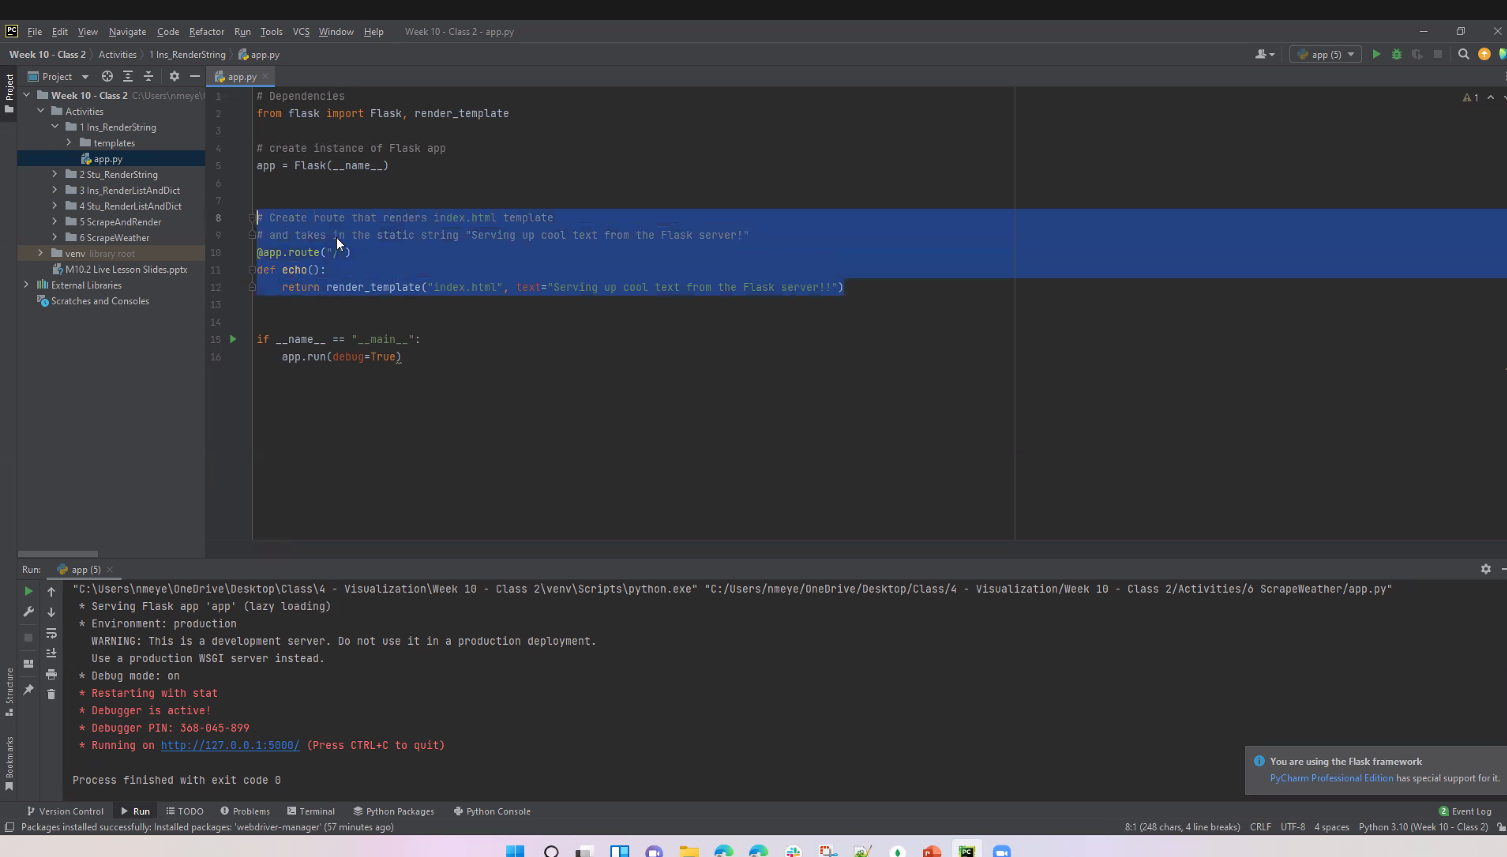 PC File Edit View Navigate Code Refactor Run Tools VCS Window Help Week 10 - Class 2 - app.py
Week 10 - Class 2 Activities 1 Ins_RenderString app.py app (5)
Project app.py
Project
Week 10 - Class 2 C:\Users\nmeye\
Activities
1 Ins_RenderString
templates
app.py
2 Stu_RenderString
3 Ins_RenderListAndDict
4 Stu_RenderListAndDict
5 ScrapeAndRender
6 ScrapeWeather
venv library root
M10.2 Live Lesson Slides.pptx
External Libraries
Scratches and Consoles
1 # Dependencies
2 from flask import Flask, render_template
3
4 # create instance of Flask app
5 app = Flask(__name__)
6
7
8 # Create route that renders index.html template
9 # and takes in the static string "Serving up cool text from the Flask server!"
10 @app.route("/")
11 def echo():
12 return render_template("index.html", text="Serving up cool text from the Flask server!!")
13
14
15 if __name__ == "__main__":
16 app.run(debug=True)
1
Run: app (5)
"C:\Users\nmeye\OneDrive\Desktop\Class\4 - Visualization\Week 10 - Class 2\venv\Scripts\python.exe" "C:/Users/nmeye/OneDrive/Desktop/Class/4 - Visualization/Week 10 - Class 2/Activities/6 ScrapeWeather/app.py"
* Serving Flask app 'app' (lazy loading)
* Environment: production
WARNING: This is a development server. Do not use it in a production deployment.
Use a production WSGI server instead.
* Debug mode: on
* Restarting with stat
* Debugger is active!
* Debugger PIN: 368-045-899
* Running on http://127.0.0.1:5000/ (Press CTRL+C to quit)
Process finished with exit code 0
Structure
Bookmarks
You are using the Flask framework
PyCharm Professional Edition has special support for it.
Version Control Run TODO Problems Terminal Python Packages Python Console 2 Event Log
Packages installed successfully: Installed packages: 'webdriver-manager' (57 minutes ago) 8:1 (248 chars, 4 line breaks) CRLF UTF-8 4 spaces Python 3.10 (Week 10 - Class 2)